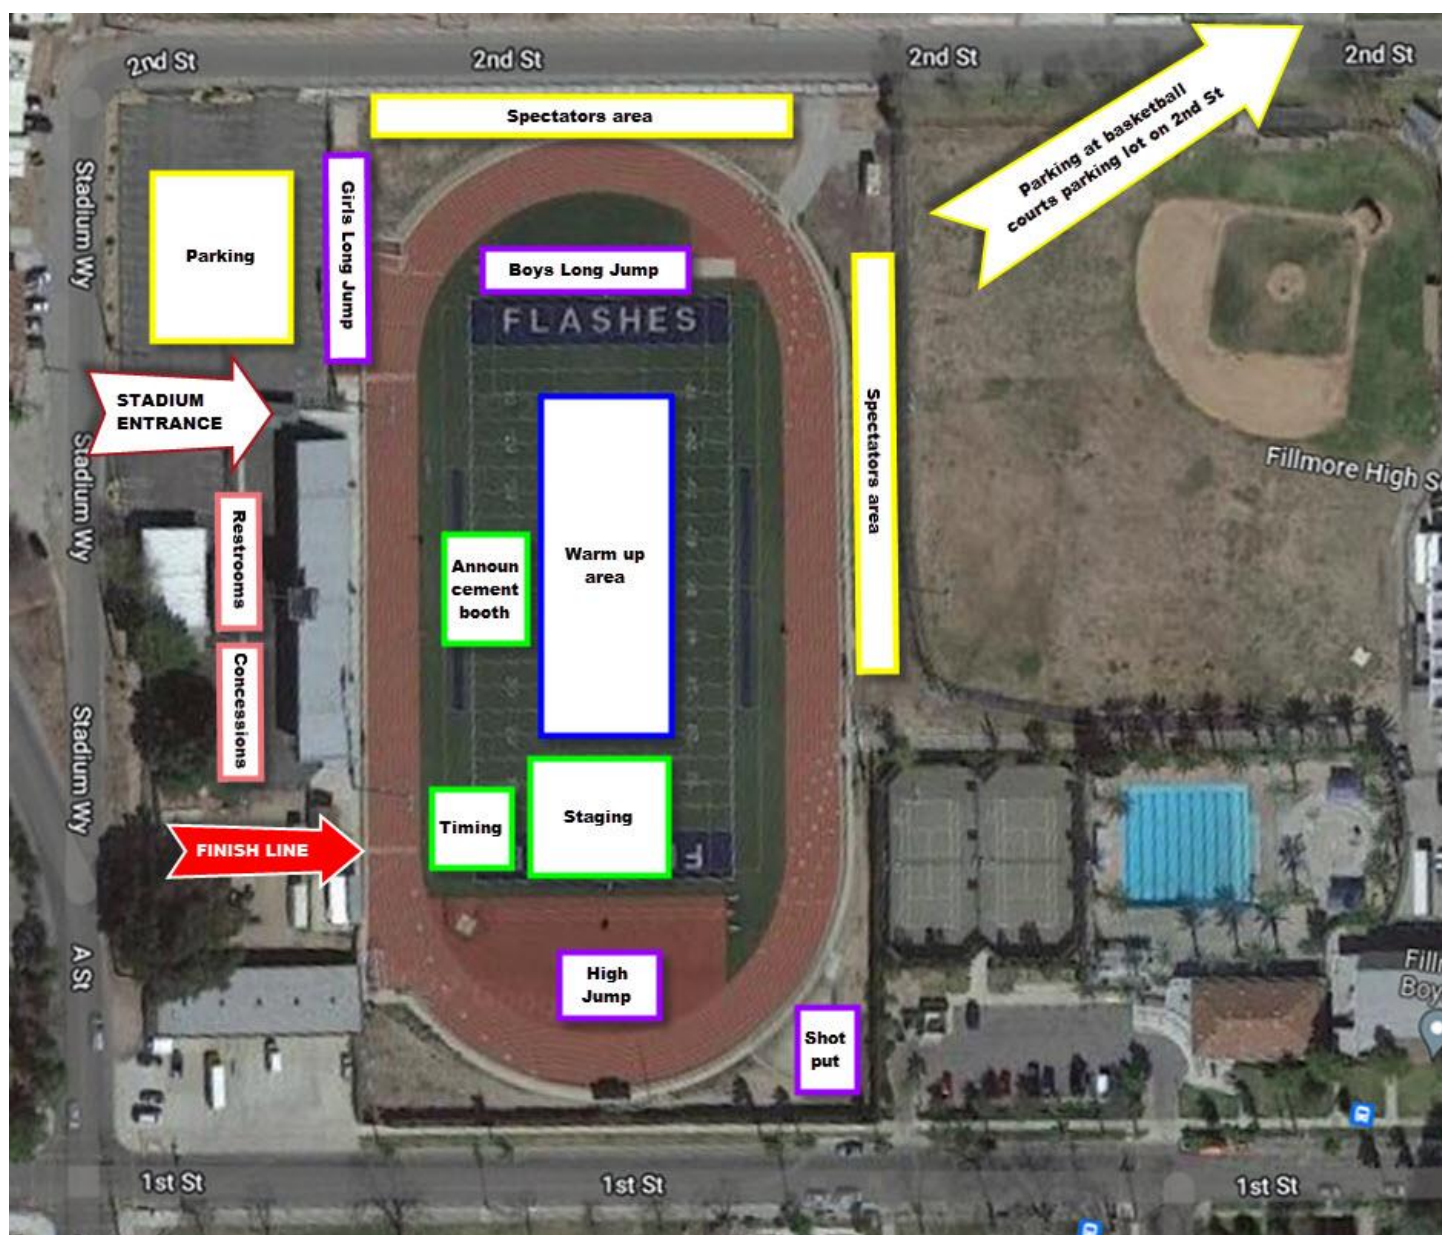 2nd St
2nd St
2nd St
2nd St
Spectators area
Parking at basketball
courts parking lot on 2nd St
Stadium Wy
Girls Long Jump
Parking
Boys Long Jump
FLASHES
STADIUM
ENTRANCE
Spectators area
Stadium Wy
Fillmore High S
Restrooms
Announ
cement
booth
Warm up
area
Concessions
Stadium Wy
Timing
Staging
FINISH LINE
A St
High
Jump
Fill
Boy
Shot
put
1st St
1st St
1st St